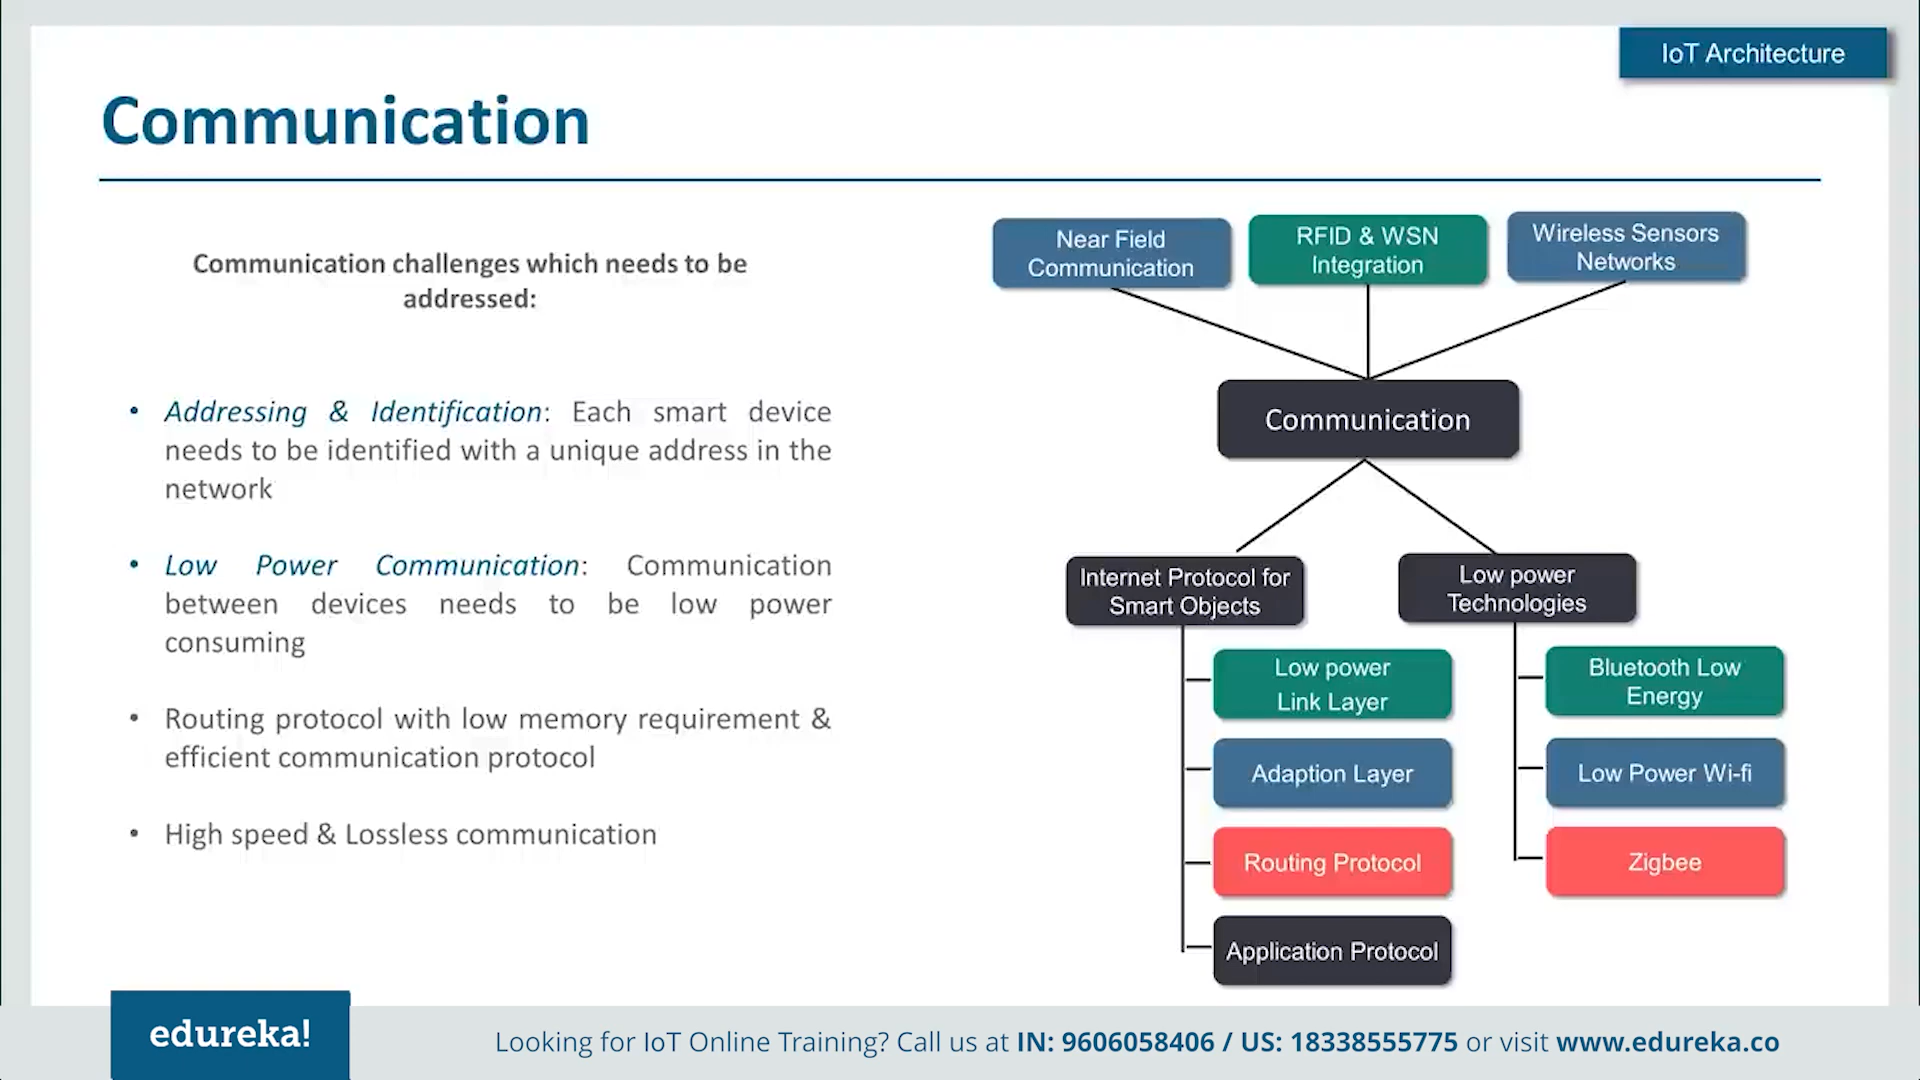 IoT Architecture
Communication
Communication challenges which needs to be
addressed:
• Addressing & Identification: Each smart device
needs to be identified with a unique address in the
network
• Low Power Communication: Communication
between devices needs to be low power
consuming
• Routing protocol with low memory requirement &
efficient communication protocol
• High speed & Lossless communication
Near Field
Communication
RFID & WSN
Integration
Wireless Sensors
Networks
Communication
Internet Protocol for
Smart Objects
Low power
Link Layer
Adaption Layer
Routing Protocol
Application Protocol
Low power
Technologies
Bluetooth Low
Energy
Low Power Wi-fi
Zigbee
edureka!
Looking for IoT Online Training? Call us at IN: 9606058406 / US: 18338555775 or visit www.edureka.co